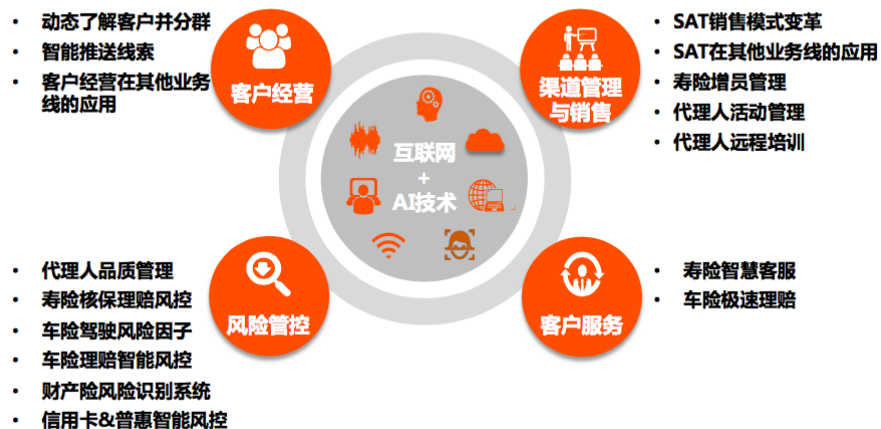 • 动态了解客户并分群
• 智能推送线索
• 客户经营在其他业务
线的应用
客户经营
渠道管理
与销售
• SAT销售模式变革
• SAT在其他业务线的应用
• 寿险增员管理
• 代理人活动管理
• 代理人远程培训
互联网
+
AI技术
• 代理人品质管理
• 寿险核保理赔风控
• 车险驾驶风险因子
• 车险理赔智能风控
• 财产险风险识别系统
• 信用卡&普惠智能风控
风险管控
客户服务
• 寿险智慧客服
• 车险极速理赔